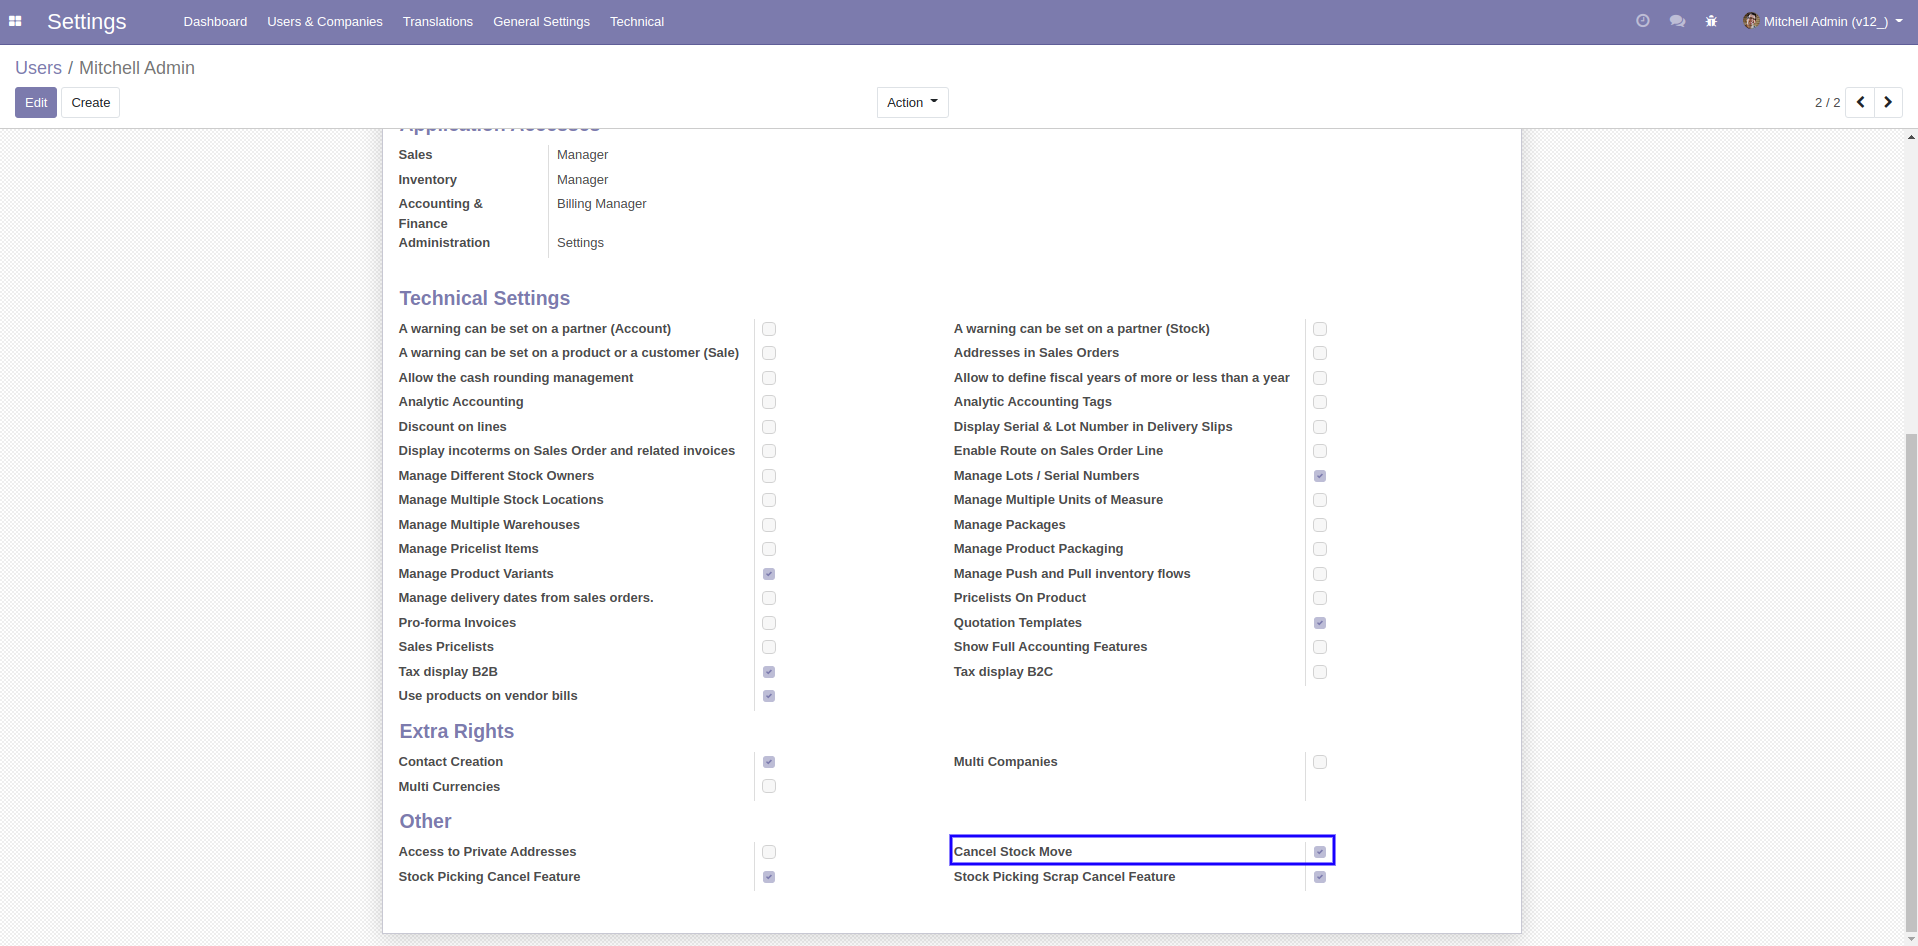 Settings Dashboard Users & Companies Translations General Settings Technical Mitchell Admin (v12_)
Users / Mitchell Admin
Edit Create Action 2 / 2
Application Accesses
Sales Manager
Inventory Manager
Accounting & Billing Manager
Finance
Administration Settings
Technical Settings
A warning can be set on a partner (Account) A warning can be set on a partner (Stock)
A warning can be set on a product or a customer (Sale) Addresses in Sales Orders
Allow the cash rounding management Allow to define fiscal years of more or less than a year
Analytic Accounting Analytic Accounting Tags
Discount on lines Display Serial & Lot Number in Delivery Slips
Display incoterms on Sales Order and related invoices Enable Route on Sales Order Line
Manage Different Stock Owners Manage Lots / Serial Numbers
Manage Multiple Stock Locations Manage Multiple Units of Measure
Manage Multiple Warehouses Manage Packages
Manage Pricelist Items Manage Product Packaging
Manage Product Variants Manage Push and Pull inventory flows
Manage delivery dates from sales orders. Pricelists On Product
Pro-forma Invoices Quotation Templates
Sales Pricelists Show Full Accounting Features
Tax display B2B Tax display B2C
Use products on vendor bills
Extra Rights
Contact Creation Multi Companies
Multi Currencies
Other
Access to Private Addresses Cancel Stock Move
Stock Picking Cancel Feature Stock Picking Scrap Cancel Feature